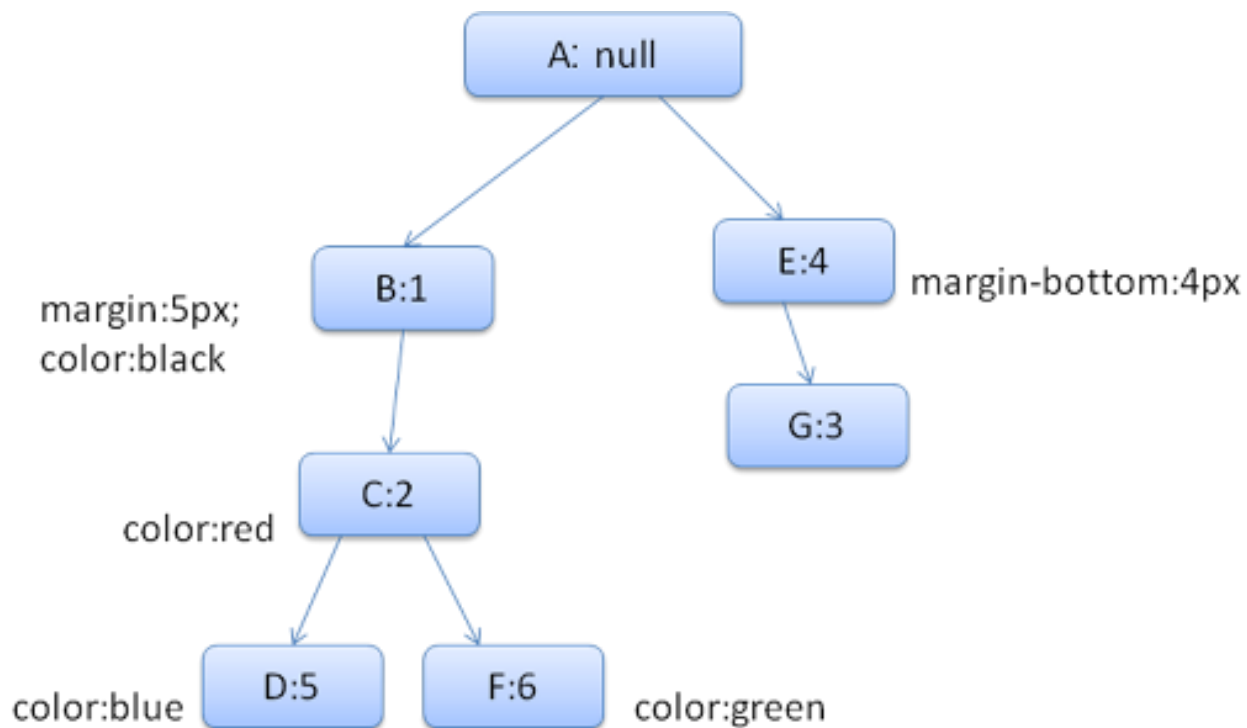 A: null
B:1
E:4
margin:5px;
color:black
margin-bottom:4px
G:3
C:2
color:red
D:5
F:6
color:blue
color:green